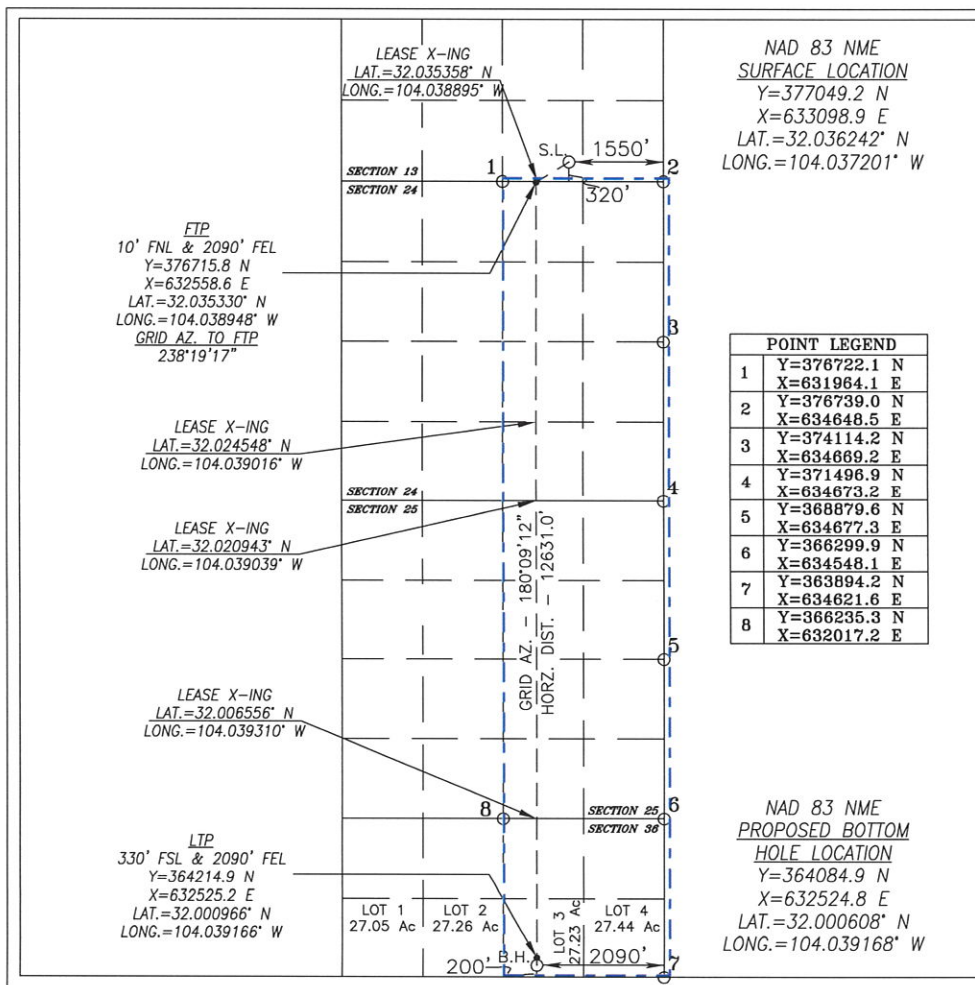 LEASE X-ING
LAT.=32.035358° N
LONG.=104.038895° W
NAD 83 NME
SURFACE LOCATION
Y=377049.2 N
X=633098.9 E
LAT.=32.036242° N
LONG.=104.037201° W
S.L.
1550'
1
2
SECTION 13
SECTION 24
320'
FTP
10' FNL & 2090' FEL
Y=376715.8 N
X=632558.6 E
LAT.=32.035330° N
LONG.=104.038948° W
GRID AZ. TO FTP
238°19'17"
3
POINT LEGEND
1 Y=376722.1 N
X=631964.1 E
2 Y=376739.0 N
X=634648.5 E
3 Y=374114.2 N
X=634669.2 E
4 Y=371496.9 N
X=634673.2 E
5 Y=368879.6 N
X=634677.3 E
6 Y=366299.9 N
X=634548.1 E
7 Y=363894.2 N
X=634621.6 E
8 Y=366235.3 N
X=632017.2 E
LEASE X-ING
LAT.=32.024548° N
LONG.=104.039016° W
SECTION 24
SECTION 25
4
LEASE X-ING
LAT.=32.020943° N
LONG.=104.039039° W
GRID AZ. - 180°09'12"
HORZ. DIST. - 12631.0'
5
LEASE X-ING
LAT.=32.006556° N
LONG.=104.039310° W
8
SECTION 25
SECTION 36
6
LTP
330' FSL & 2090' FEL
Y=364214.9 N
X=632525.2 E
LAT.=32.000966° N
LONG.=104.039166° W
NAD 83 NME
PROPOSED BOTTOM
HOLE LOCATION
Y=364084.9 N
X=632524.8 E
LAT.=32.000608° N
LONG.=104.039168° W
LOT 1
27.05 Ac
LOT 2
27.26 Ac
LOT 3
27.23 Ac
LOT 4
27.44 Ac
B.H.
2090'
200'
7